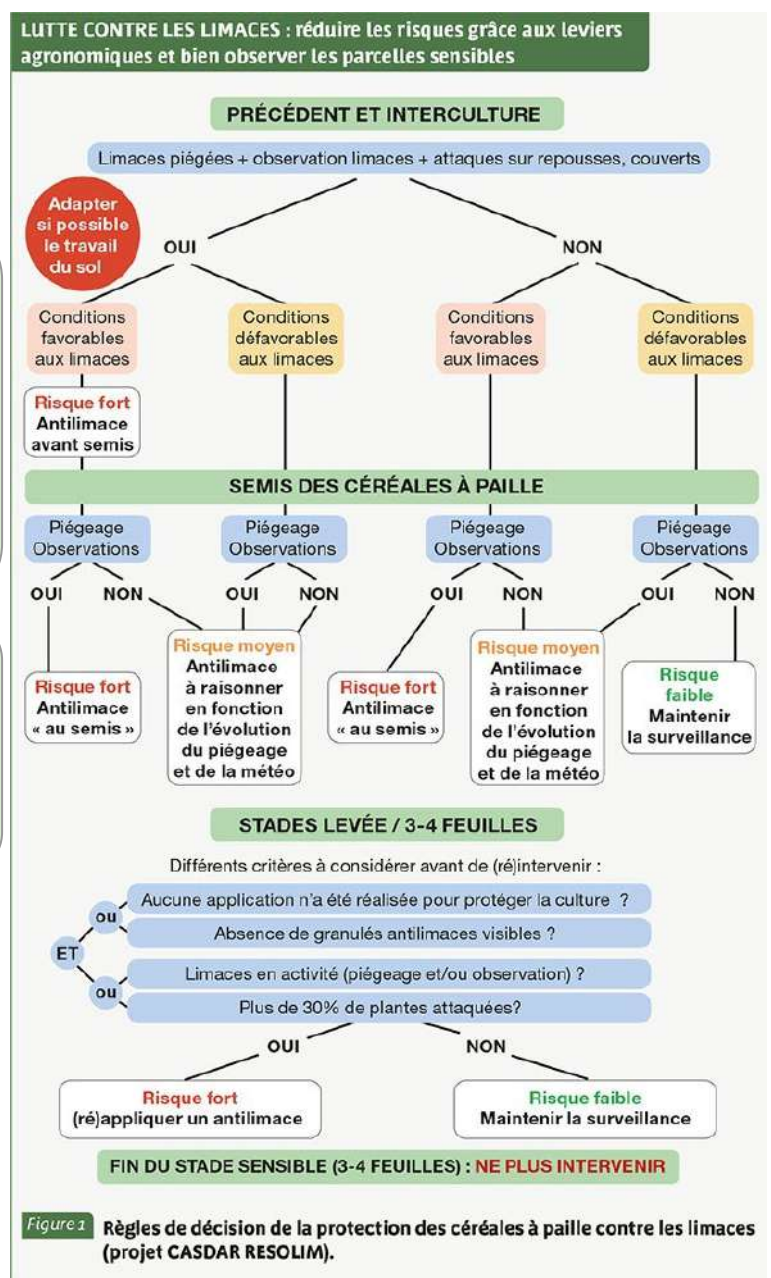 LUTTE CONTRE LES LIMACES : réduire les risques grâce aux leviers
agronomiques et bien observer les parcelles sensibles
PRÉCÉDENT ET INTERCULTURE
Limaces piégées + observation limaces + attaques sur repousses, couverts
Adapter
si possible
le travail
du sol
OUI
NON
Conditions
favorables
aux limaces
Conditions
défavorables
aux limaces
Conditions
favorables
aux limaces
Conditions
défavorables
aux limaces
Risque fort
Antilimace
avant semis
SEMIS DES CÉRÉALES À PAILLE
Piégeage
Observations
Piégeage
Observations
Piégeage
Observations
Piégeage
Observations
OUI NON
OUI NON
OUI NON
OUI NON
Risque fort
Antilimace
« au semis »
Risque moyen
Antilimace
à raisonner
en fonction
de l'évolution
du piégeage
et de la météo
Risque fort
Antilimace
« au semis »
Risque moyen
Antilimace
à raisonner
en fonction
de l'évolution
du piégeage
et de la météo
Risque
faible
Maintenir
la surveillance
STADES LEVÉE / 3-4 FEUILLES
Différents critères à considérer avant de (ré)intervenir :
Aucune application n'a été réalisée pour protéger la culture ?
ou
Absence de granulés antilimaces visibles ?
ET
Limaces en activité (piégeage et/ou observation) ?
ou
Plus de 30% de plantes attaquées?
OUI
NON
Risque fort
(ré)appliquer un antilimace
Risque faible
Maintenir la surveillance
FIN DU STADE SENSIBLE (3-4 FEUILLES) : NE PLUS INTERVENIR
Figure 1 Règles de décision de la protection des céréales à paille contre les limaces
(projet CASDAR RESOLIM).